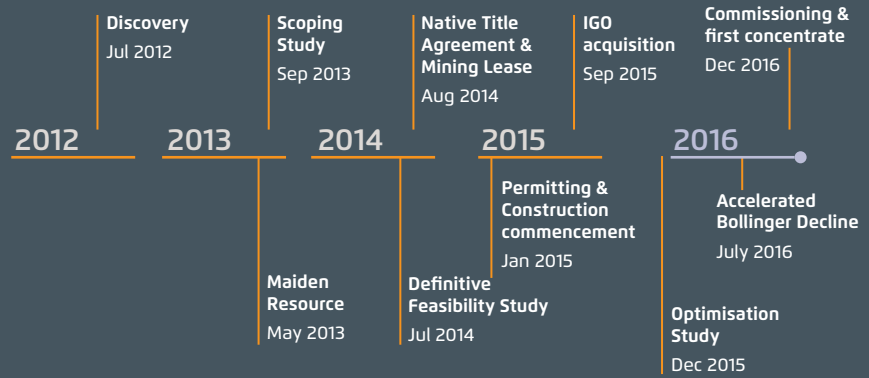 Discovery
Jul 2012
Scoping
Study
Sep 2013
Native Title
Agreement &
Mining Lease
Aug 2014
IGO
acquisition
Sep 2015
Commissioning &
first concentrate
Dec 2016
2012
2013
2014
2015
2016
Maiden
Resource
May 2013
Definitive
Feasibility Study
Jul 2014
Permitting &
Construction
commencement
Jan 2015
Optimisation
Study
Dec 2015
Accelerated
Bollinger Decline
July 2016